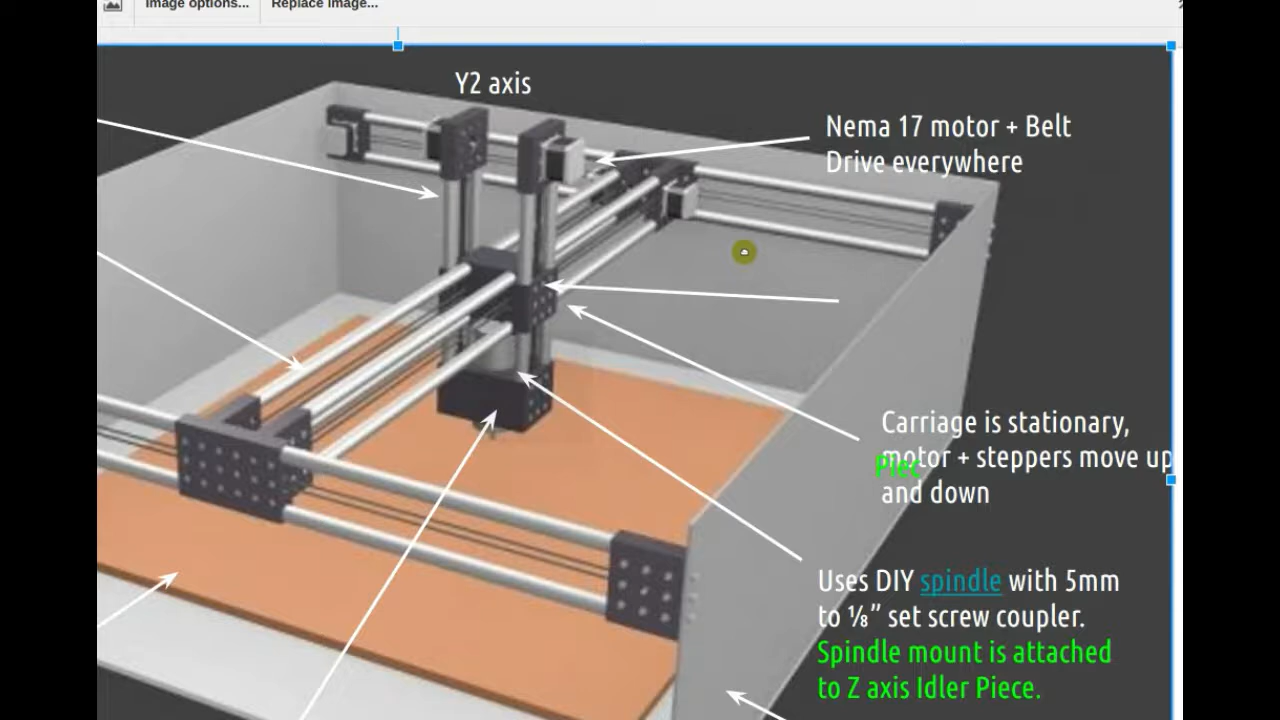 Image options... Replace image...
Y2 axis
Nema 17 motor + Belt
Drive everywhere
Carriage is stationary,
motor + steppers move up
Piec
and down
Uses DIY spindle with 5mm
to ⅛” set screw coupler.
Spindle mount is attached
to Z axis Idler Piece.